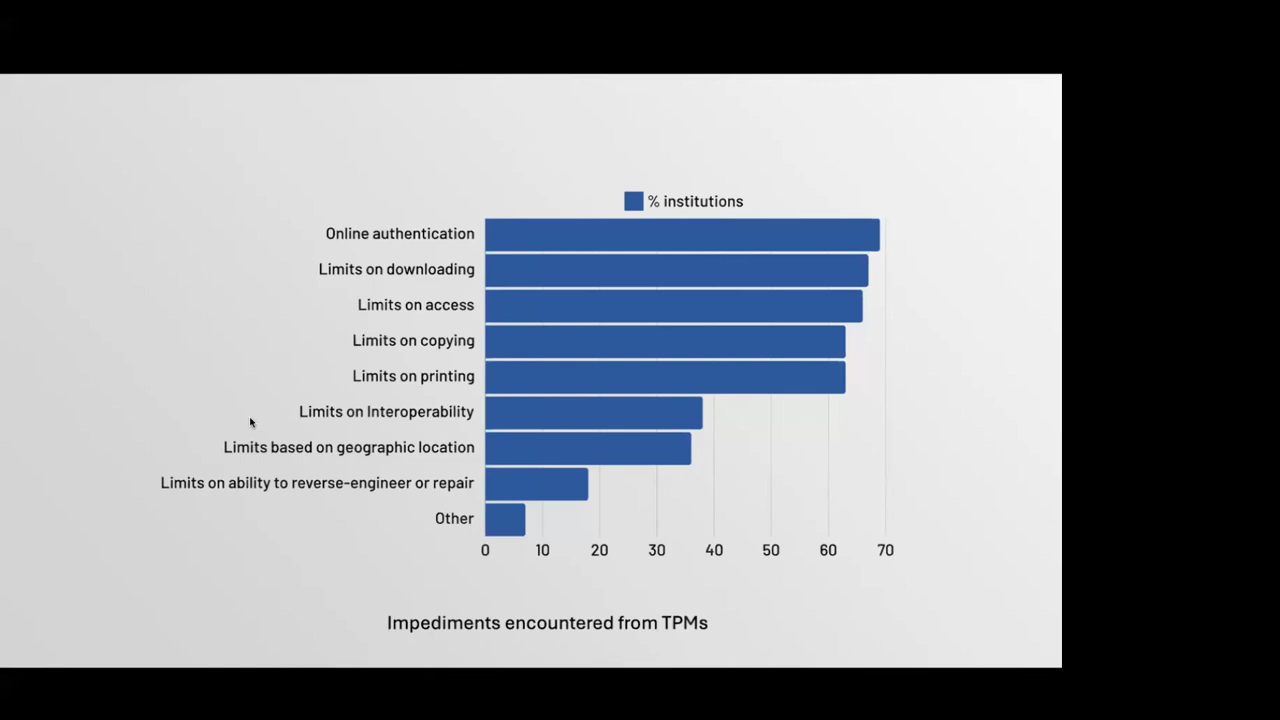 % institutions
Online authentication
Limits on downloading
Limits on access
Limits on copying
Limits on printing
Limits on Interoperability
Limits based on geographic location
Limits on ability to reverse-engineer or repair
Other
0 10 20 30 40 50 60 70
Impediments encountered from TPMs